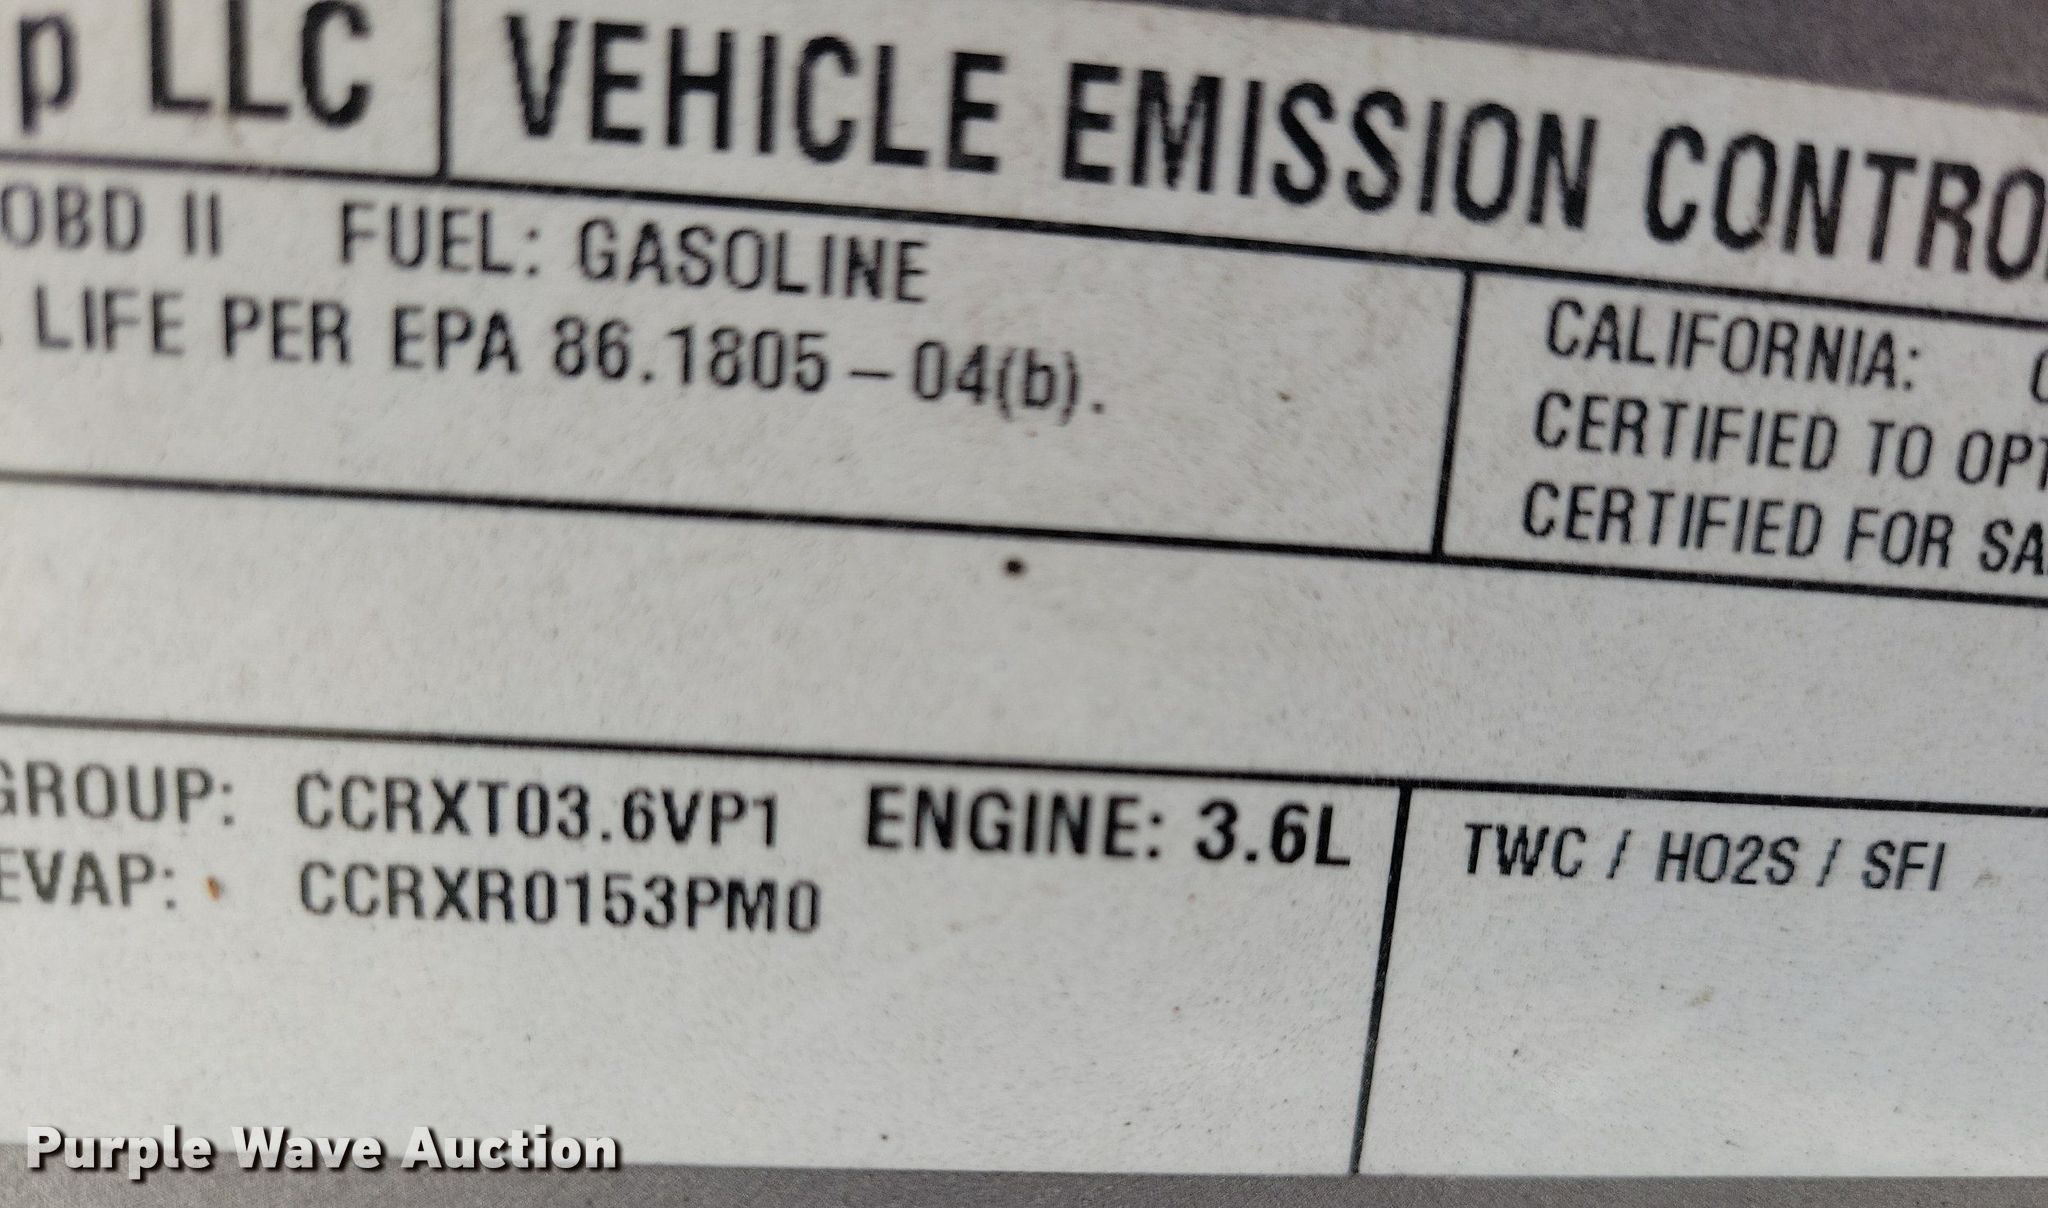 p LLC VEHICLE EMISSION CONTRO
OBD II FUEL: GASOLINE
LIFE PER EPA 86.1805-04(b).
CALIFORNIA:
CERTIFIED TO OPT
CERTIFIED FOR SA
GROUP: CCRXT03.6VP1 ENGINE: 3.6L
EVAP: CCRXR0153PM0
TWC / HO2S / SFI
Purple Wave Auction